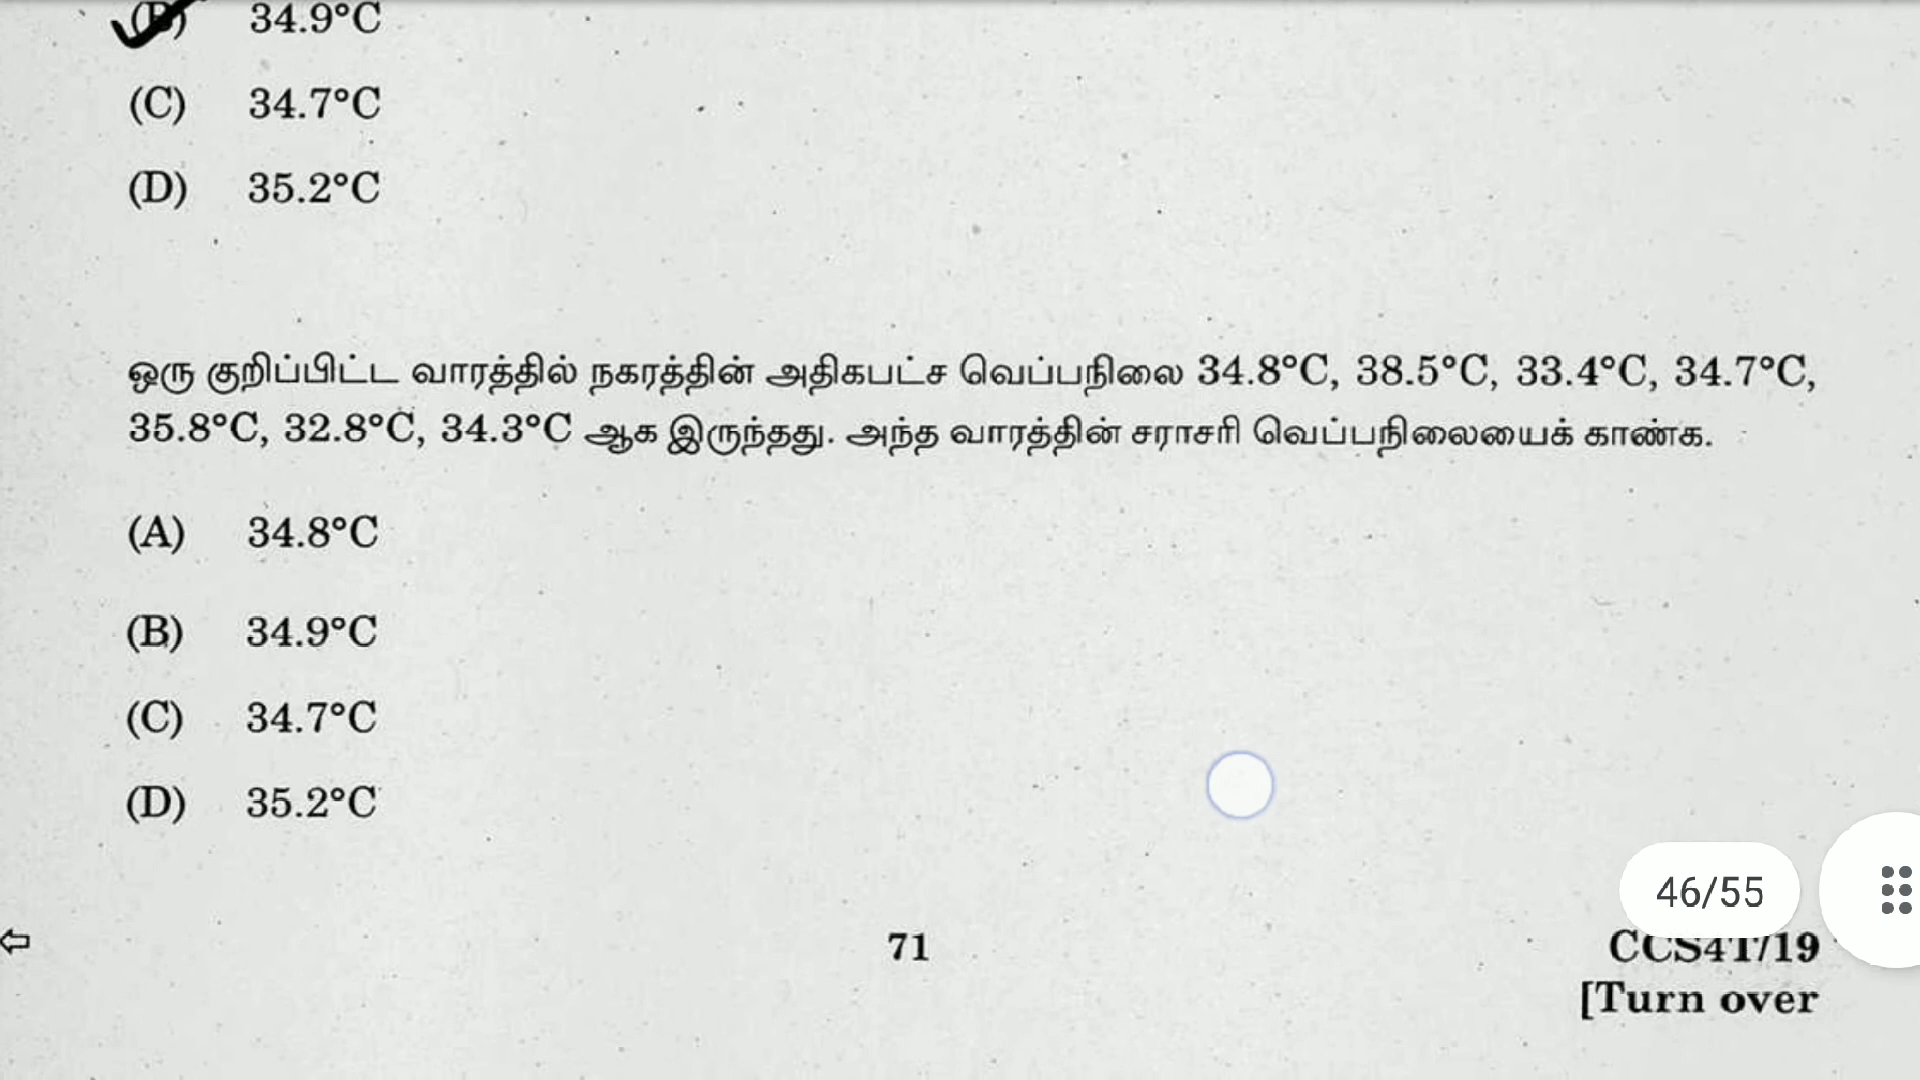 (B) 34.9°C
(C) 34.7°C
(D) 35.2°C
ஒரு குறிப்பிட்ட வாரத்தில் நகரத்தின் அதிகபட்ச வெப்பநிலை 34.8°C, 38.5°C, 33.4°C, 34.7°C,
35.8°C, 32.8°C, 34.3°C ஆக இருந்தது. அந்த வாரத்தின் சராசரி வெப்பநிலையைக் காண்க.
(A) 34.8°C
(B) 34.9°C
(C) 34.7°C
(D) 35.2°C
46/55
71
CCS4T/19
[Turn over